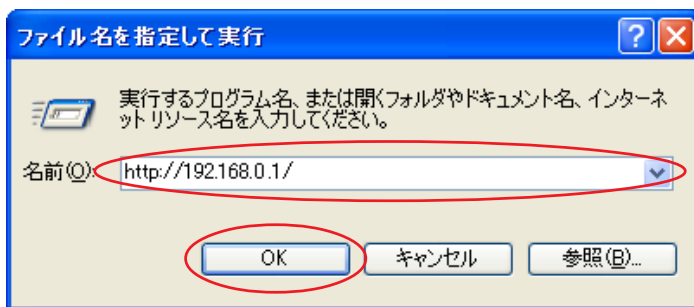 ファイル名を指定して実行
実行するプログラム名、または開くフォルダやドキュメント名、インターネ
ット リソース名を入力してください。
名前(O): http://192.168.0.1/
OK キャンセル 参照(B)...